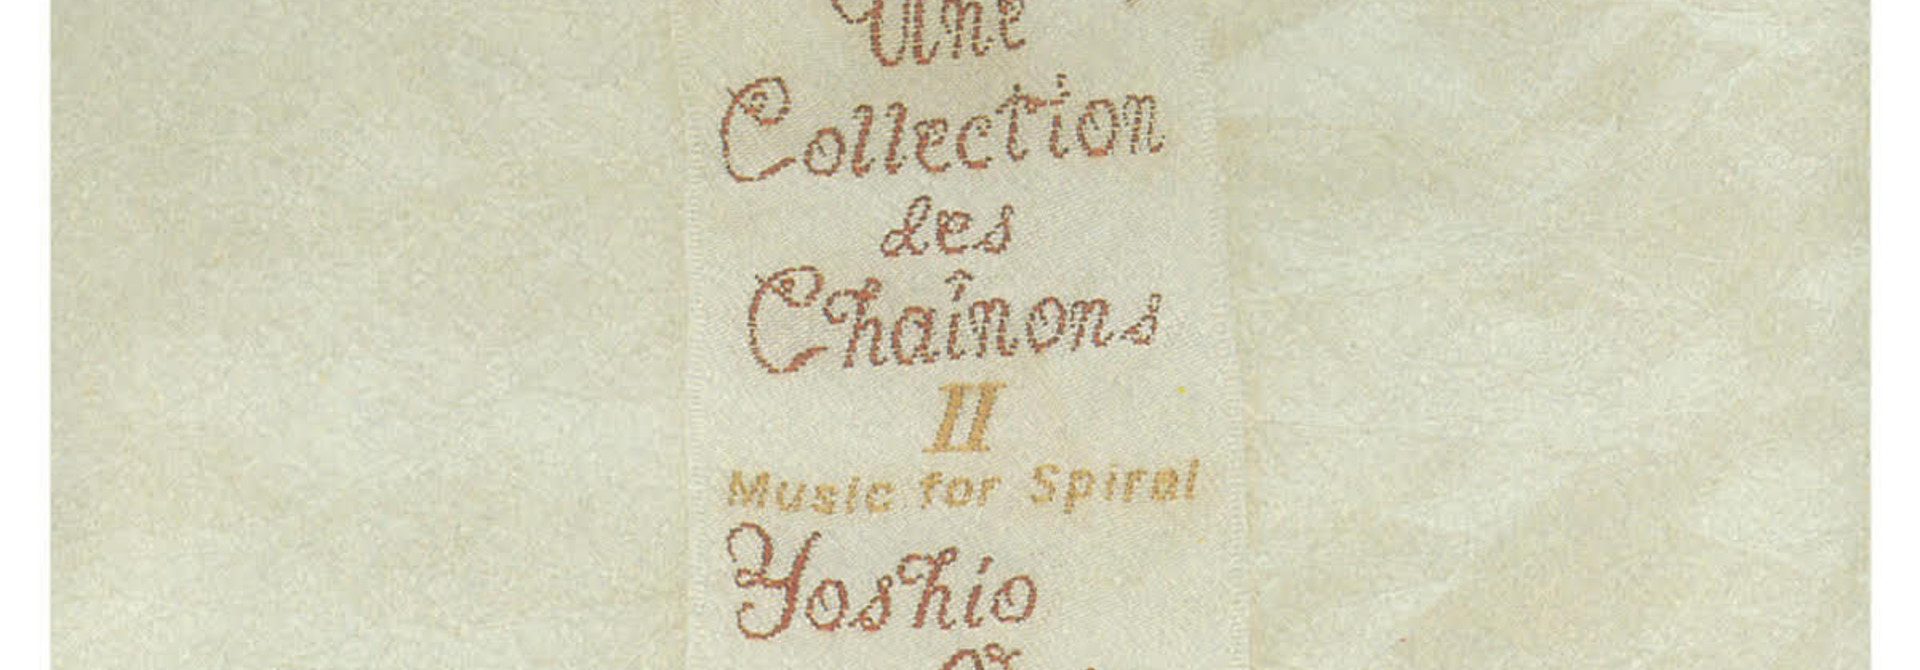 Une
Collection
des
Chaînons
II
Music for Spiral
Yoshio